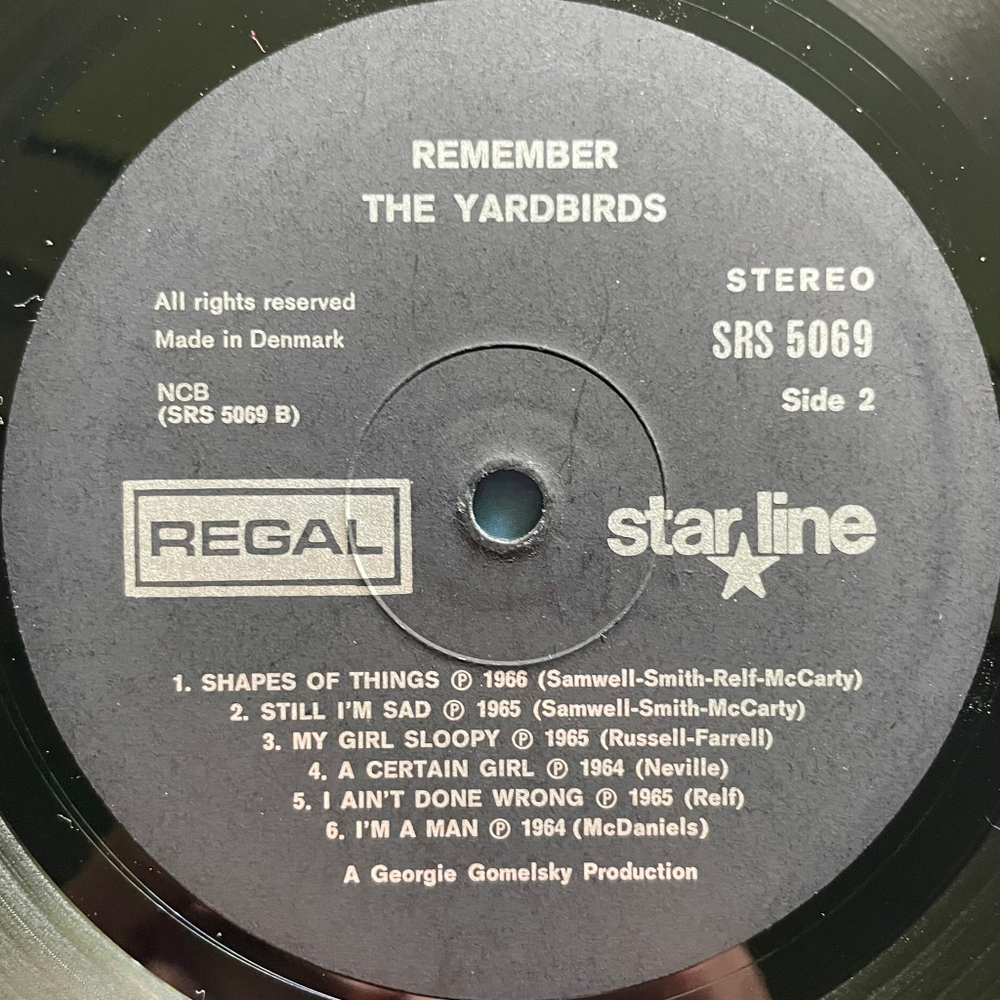 REMEMBER
THE YARDBIRDS
STEREO
SRS 5069
Side 2
All rights reserved
Made in Denmark
NCB
(SRS 5069 B)
REGAL
starline
1. SHAPES OF THINGS Ⓟ 1966 (Samwell-Smith-Relf-McCarty)
2. STILL I'M SAD Ⓟ 1965 (Samwell-Smith-McCarty)
3. MY GIRL SLOOPY Ⓟ 1965 (Russell-Farrell)
4. A CERTAIN GIRL Ⓟ 1964 (Neville)
5. I AIN'T DONE WRONG Ⓟ 1965 (Relf)
6. I'M A MAN Ⓟ 1964 (McDaniels)
A Georgie Gomelsky Production